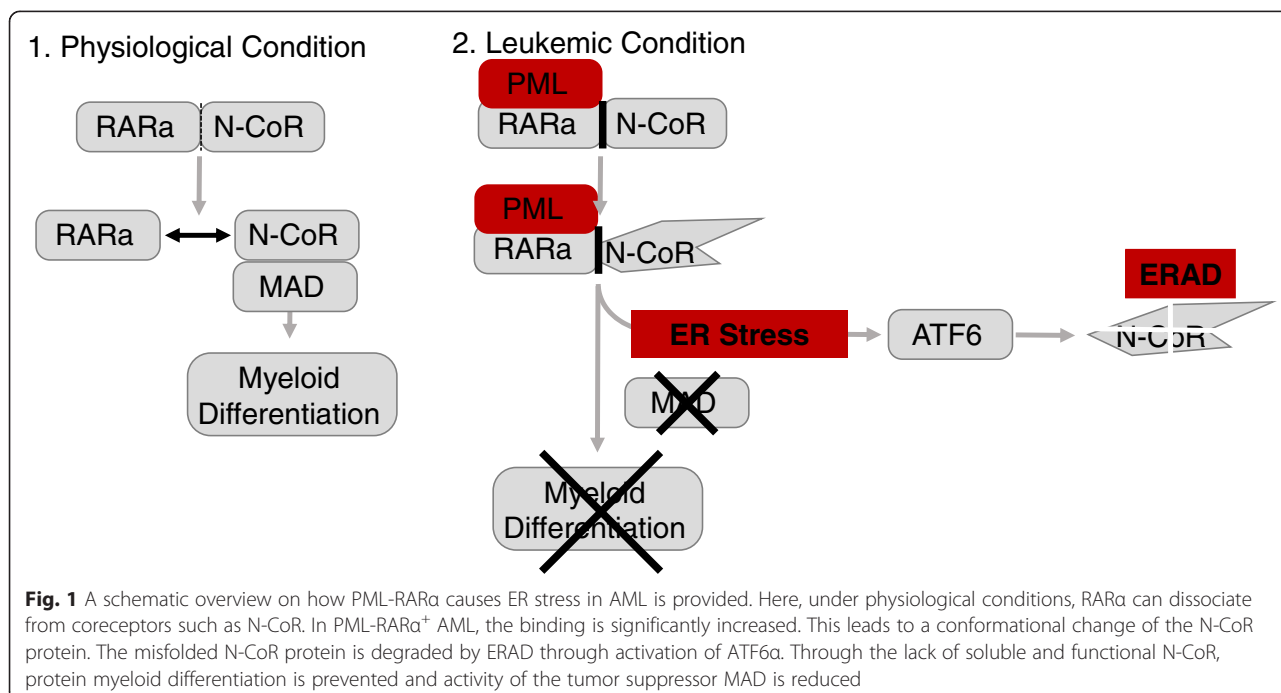 1. Physiological Condition
RARa
N-CoR
RARa
N-CoR
MAD
Myeloid
Differentiation
2. Leukemic Condition
PML
RARa
N-CoR
PML
RARa
N-CoR
ER Stress
ATF6
ERAD
N-CoR
MAD
Myeloid
Differentiation
Fig. 1 A schematic overview on how PML-RARα causes ER stress in AML is provided. Here, under physiological conditions, RARα can dissociate
from coreceptors such as N-CoR. In PML-RARα⁺ AML, the binding is significantly increased. This leads to a conformational change of the N-CoR
protein. The misfolded N-CoR protein is degraded by ERAD through activation of ATF6α. Through the lack of soluble and functional N-CoR,
protein myeloid differentiation is prevented and activity of the tumor suppressor MAD is reduced